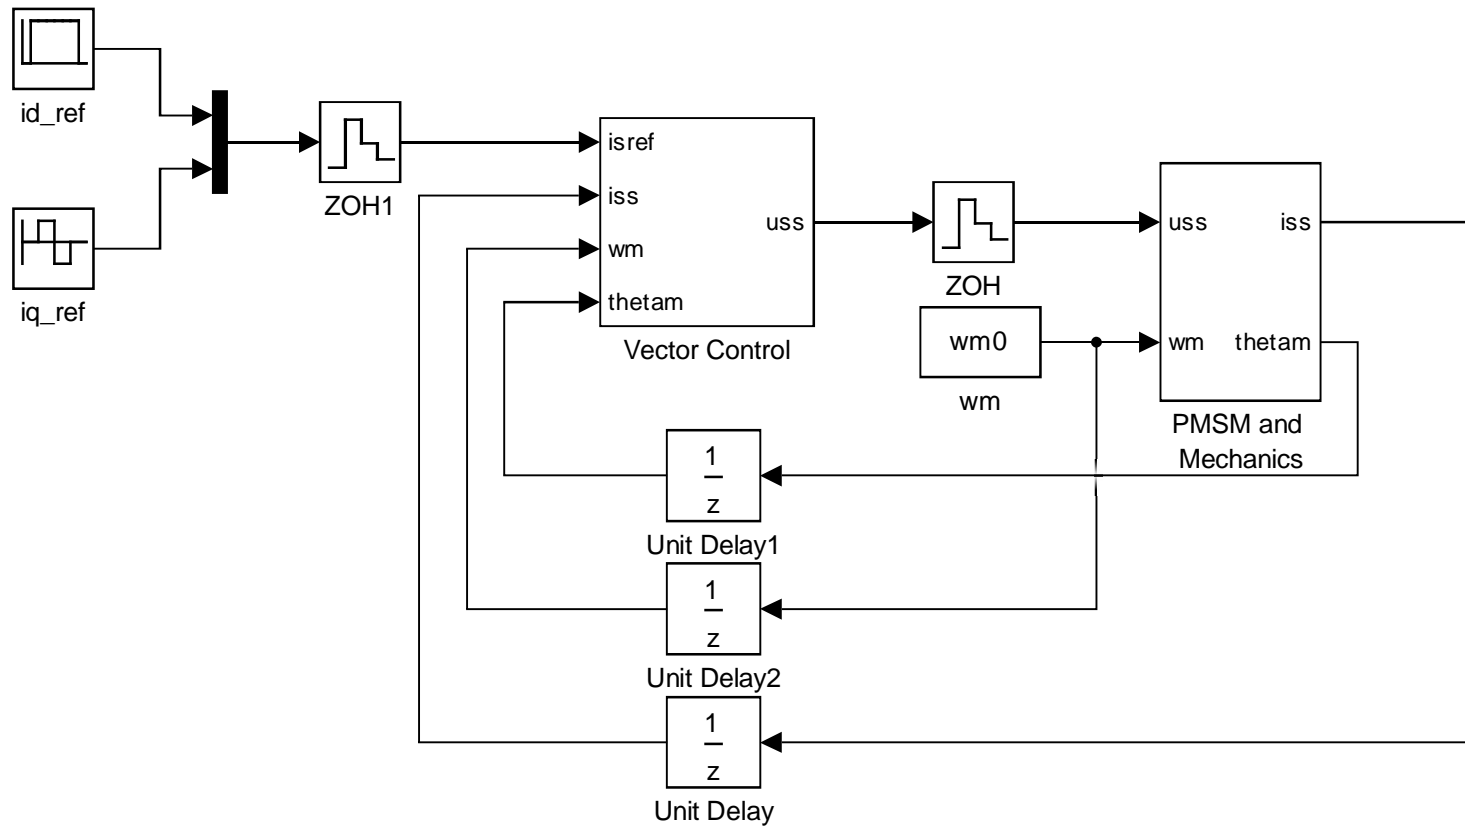 id_ref
iq_ref
ZOH1
isref
iss
wm
thetam
uss
Vector Control
ZOH
wm0
wm
uss
wm
iss
thetam
PMSM and
Mechanics
1
z
Unit Delay1
1
z
Unit Delay2
1
z
Unit Delay